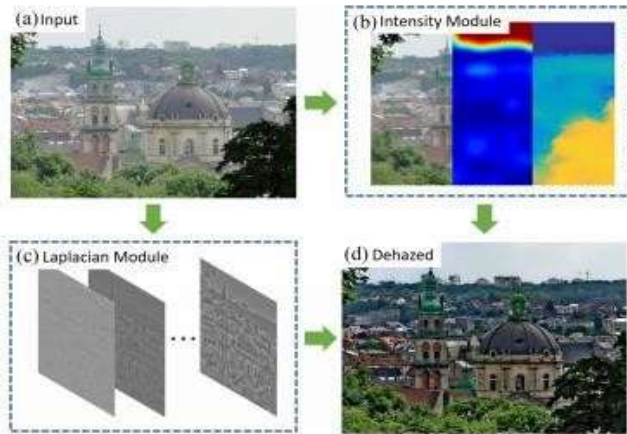 (a) Input
(b) Intensity Module
(c) Laplacian Module
(d) Dehazed